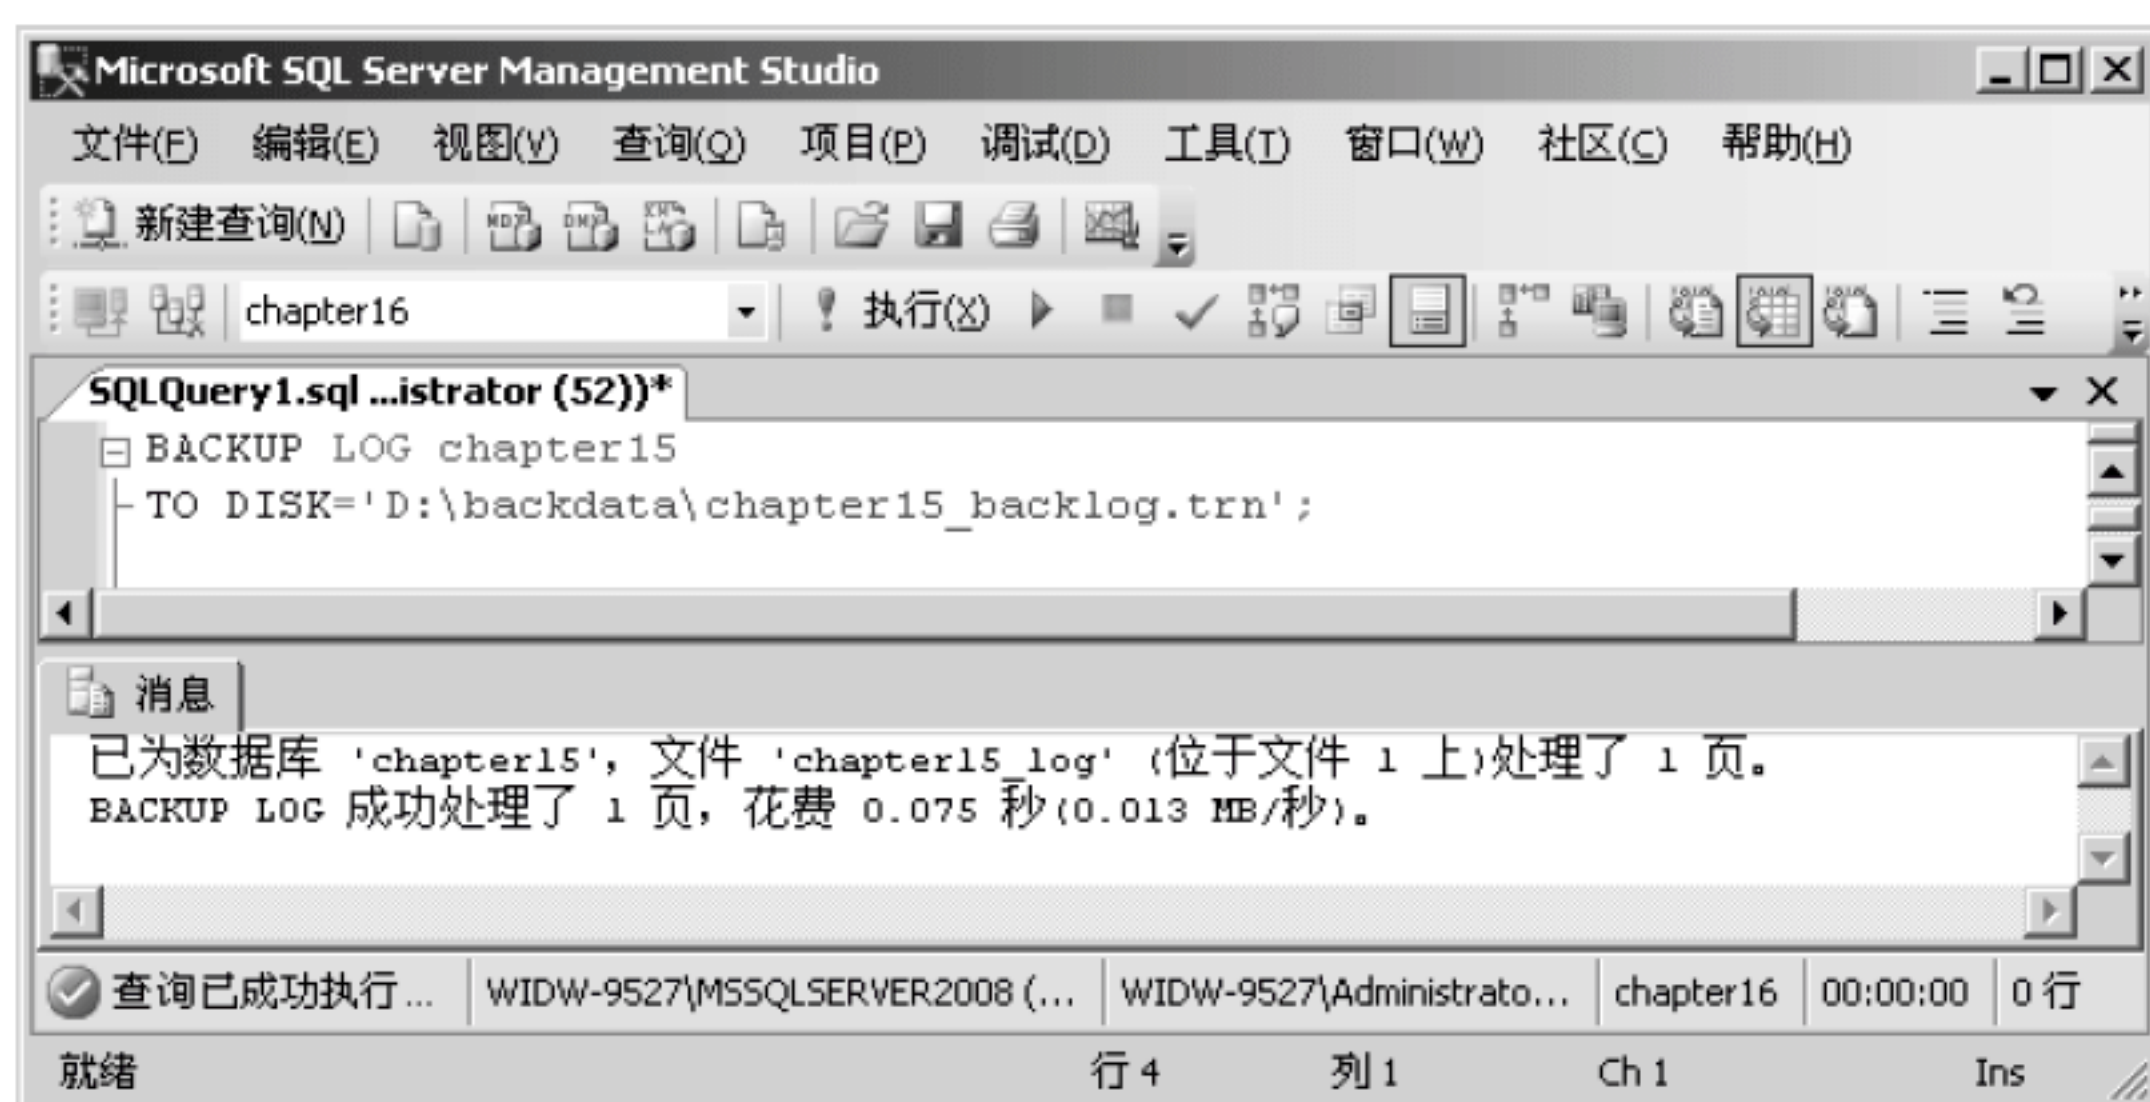 Microsoft SQL Server Management Studio
文件(F) 编辑(E) 视图(V) 查询(Q) 项目(P) 调试(D) 工具(T) 窗口(W) 社区(C) 帮助(H)
新建查询(N)
chapter16 执行(X)
SQLQuery1.sql ...istrator (52))*
BACKUP LOG chapter15
TO DISK='D:\backdata\chapter15_backlog.trn';
消息
已为数据库 'chapter15'，文件 'chapter15_log' (位于文件 1 上)处理了 1 页。
BACKUP LOG 成功处理了 1 页，花费 0.075 秒(0.013 MB/秒)。
查询已成功执行... WIDW-9527\MSSQLSERVER2008 (... WIDW-9527\Administrato... chapter16 00:00:00 0 行
就绪 行 4 列 1 Ch 1 Ins